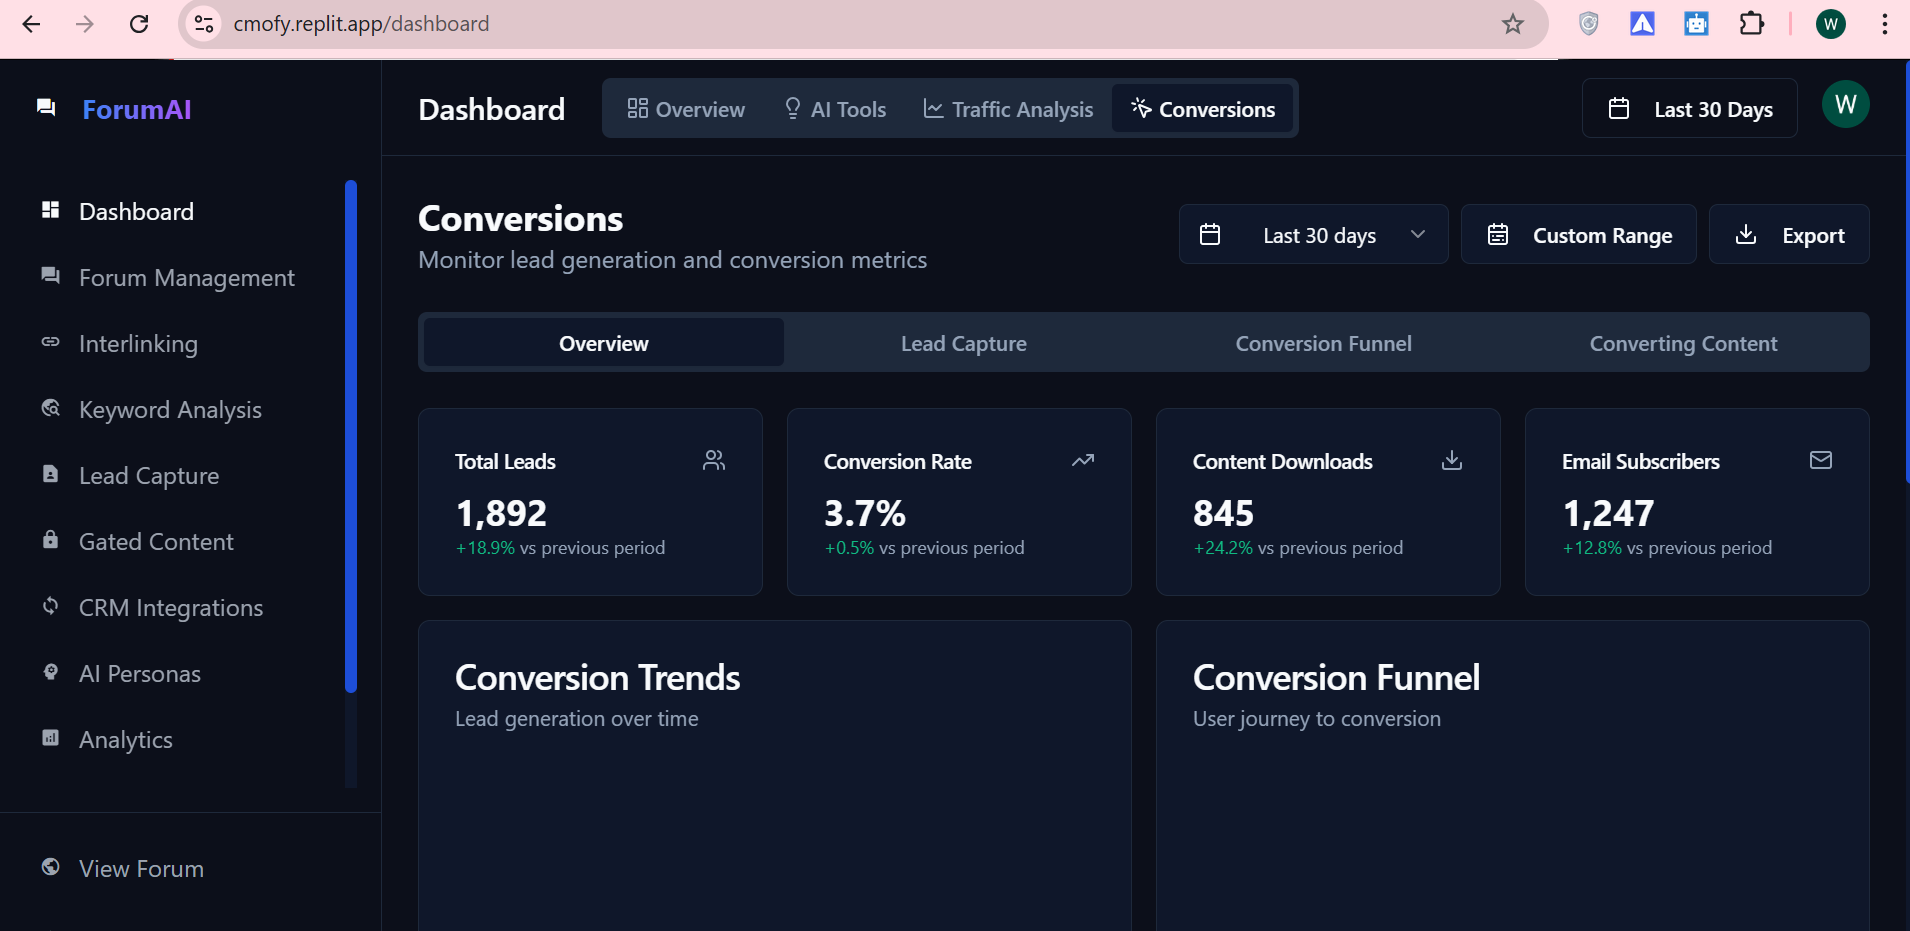 cmofy.replit.app/dashboard
W
ForumAI
Dashboard
Forum Management
Interlinking
Keyword Analysis
Lead Capture
Gated Content
CRM Integrations
AI Personas
Analytics
View Forum
Dashboard
Overview
AI Tools
Traffic Analysis
Conversions
Last 30 Days
W
Conversions
Monitor lead generation and conversion metrics
Last 30 days
Custom Range
Export
Overview
Lead Capture
Conversion Funnel
Converting Content
Total Leads
1,892
+18.9% vs previous period
Conversion Rate
3.7%
+0.5% vs previous period
Content Downloads
845
+24.2% vs previous period
Email Subscribers
1,247
+12.8% vs previous period
Conversion Trends
Lead generation over time
Conversion Funnel
User journey to conversion